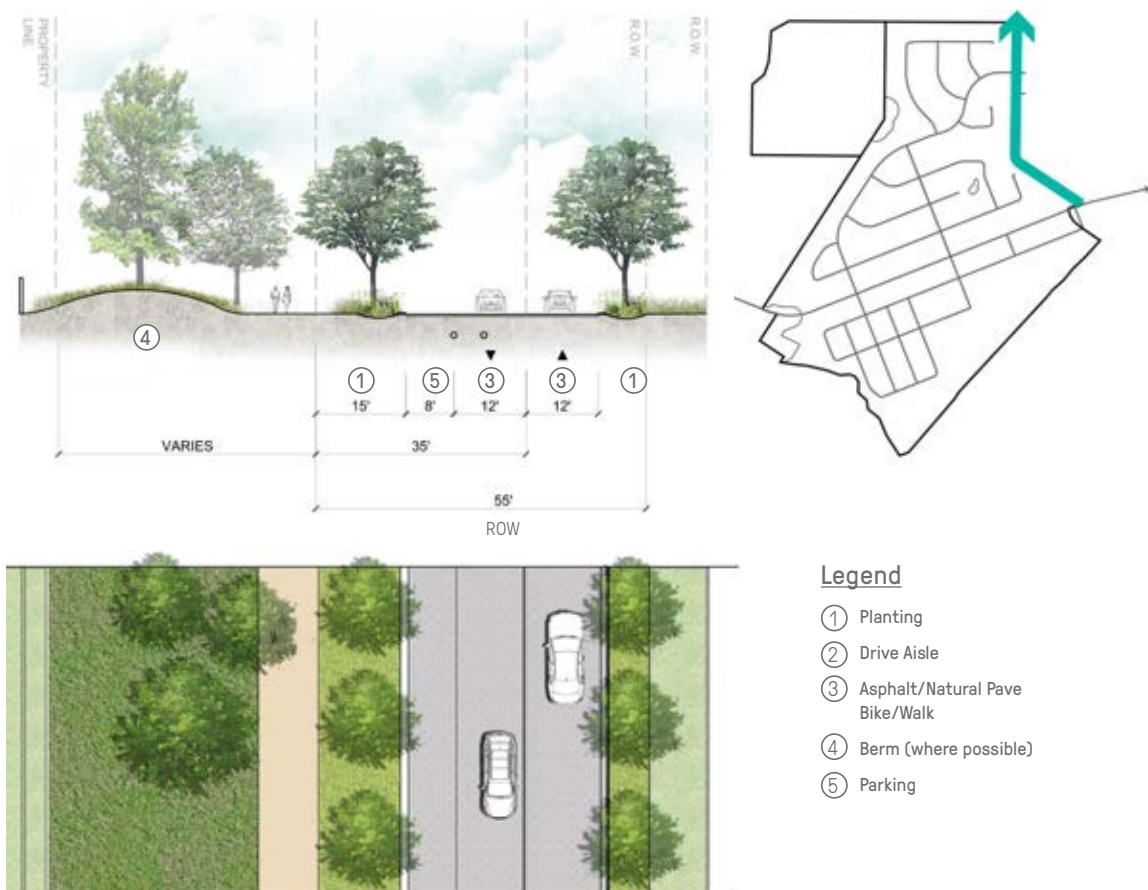 PROPERTY
LINE
R.O.W.
R.O.W.
4
1
5
3
3
1
15'
8'
12'
12'
VARIES
35'
55'
ROW
Legend
1 Planting
2 Drive Aisle
3 Asphalt/Natural Pave
Bike/Walk
4 Berm (where possible)
5 Parking